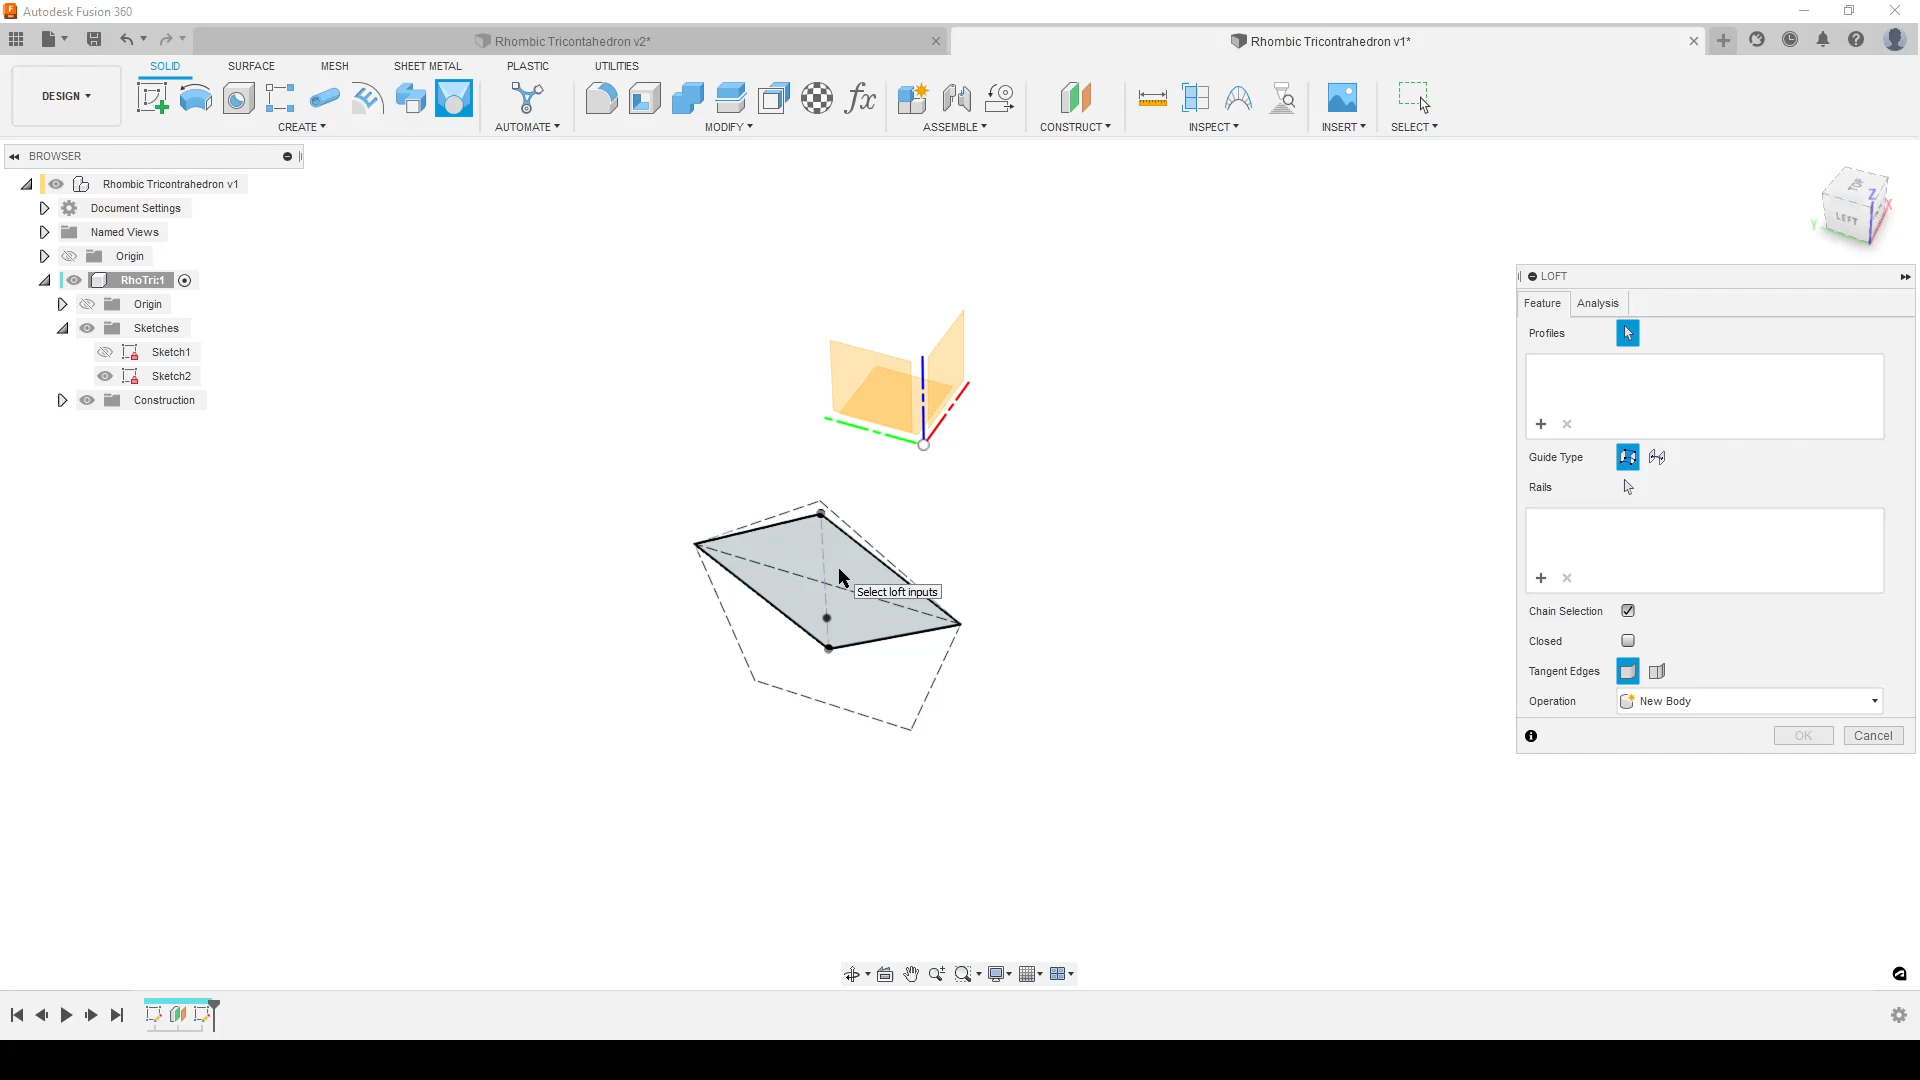 Autodesk Fusion 360
Rhombic Tricontahedron v2*
Rhombic Tricontrahedron v1*
DESIGN
SOLID
SURFACE
MESH
SHEET METAL
PLASTIC
UTILITIES
CREATE
AUTOMATE
MODIFY
ASSEMBLE
CONSTRUCT
INSPECT
INSERT
SELECT
BROWSER
Rhombic Tricontrahedron v1
Document Settings
Named Views
Origin
RhoTri:1
Origin
Sketches
Sketch1
Sketch2
Construction
TOP
LEFT
Z
X
Y
Select loft inputs
LOFT
Feature
Analysis
Profiles
Guide Type
Rails
Chain Selection
Closed
Tangent Edges
Operation
New Body
OK
Cancel